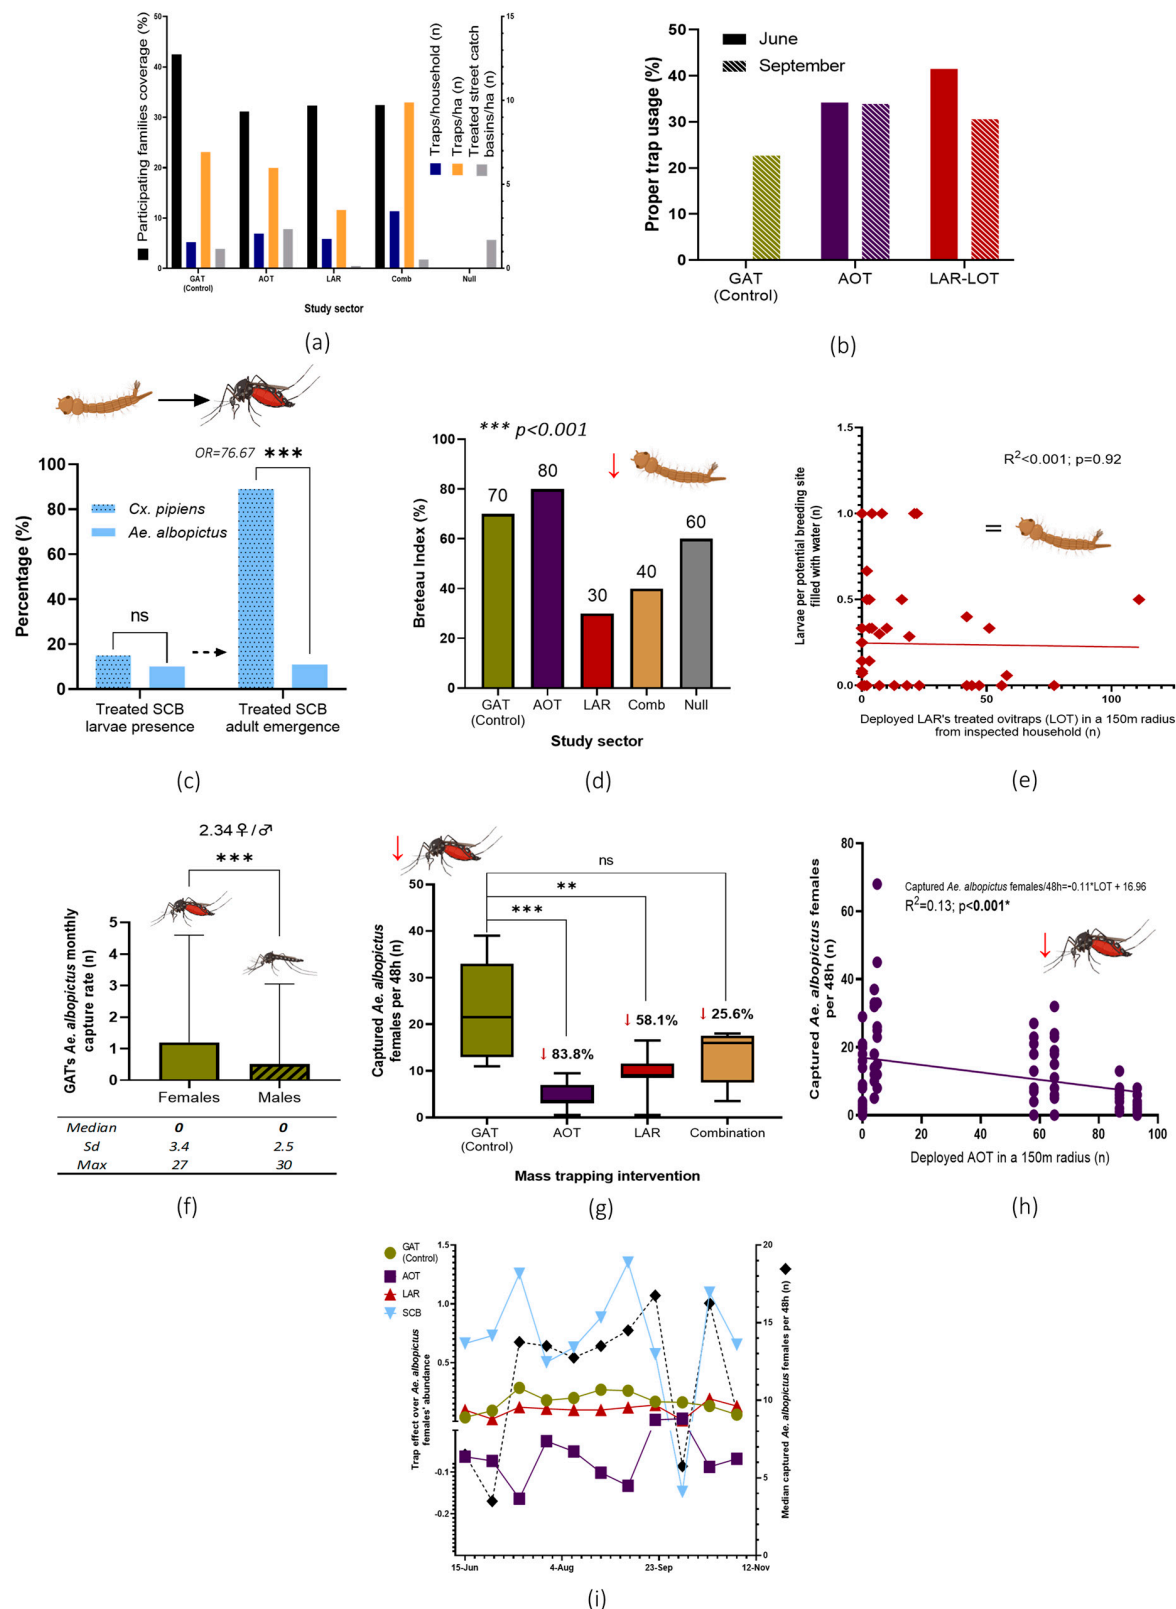 Participating families coverage (%)
50
40
30
20
10
0
15
10
5
0
Traps/household (n)
Traps/ha (n)
Treated street catch
basins/ha (n)
GAT
(Control)
AOT
LAR
Comb
Null
Study sector
(a)
Proper trap usage (%)
50
40
30
20
10
0
June
September
GAT
(Control)
AOT
LAR-LOT
(b)
OR=76.67
***
Percentage (%)
100
80
60
40
20
0
Cx. pipiens
Ae. albopictus
ns
Treated SCB
larvae presence
Treated SCB
adult emergence
(c)
*** p<0.001
Breteau Index (%)
100
80
60
40
20
0
70
80
30
40
60
GAT
(Control)
AOT
LAR
Comb
Null
Study sector
(d)
Larvae per potential breeding site
filled with water (n)
1.5
1.0
0.5
0.0
R2<0.001; p=0.92
=
0
50
100
Deployed LAR's treated ovitraps (LOT) in a 150m radius
from inspected household (n)
(e)
2.34♀/♂
***
GAT's Ae. albopictus monthly
capture rate (n)
5
4
3
2
1
0
Females
Males
Median 0 0
Sd 3.4 2.5
Max 27 30
(f)
Captured Ae. albopictus
females per 48h (n)
50
40
30
20
10
0
ns
**
***
↓ 83.8%
↓ 58.1%
↓ 25.6%
GAT
(Control)
AOT
LAR
Combination
Mass trapping intervention
(g)
Captured Ae. albopictus females
per 48h (n)
80
60
40
20
0
Captured Ae. albopictus females/48h=-0.11*LOT + 16.96
R2=0.13; p<0.001*
0
20
40
60
80
100
Deployed AOT in a 150m radius (n)
(h)
GAT
(Control)
AOT
LAR
SCB
Trap effect over Ae. albopictus
females' abundance
1.5
1.0
0.5
-0.1
-0.2
20
15
10
5
0
Median captured Ae. albopictus females per 48h (n)
15-Jun
4-Aug
23-Sep
12-Nov
(i)